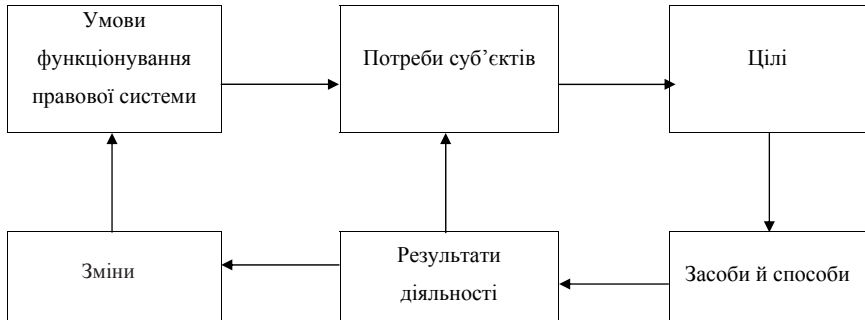 Умови
функціонування
правової системи
Потреби суб’єктів
Цілі
Зміни
Результати
діяльності
Засоби й способи